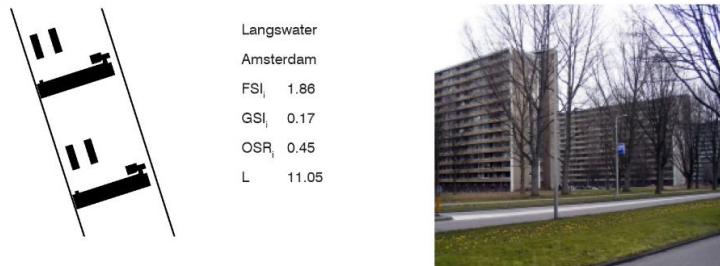 Langswater
Amsterdam
FSIi 1.86
GSIi 0.17
OSRi 0.45
L 11.05